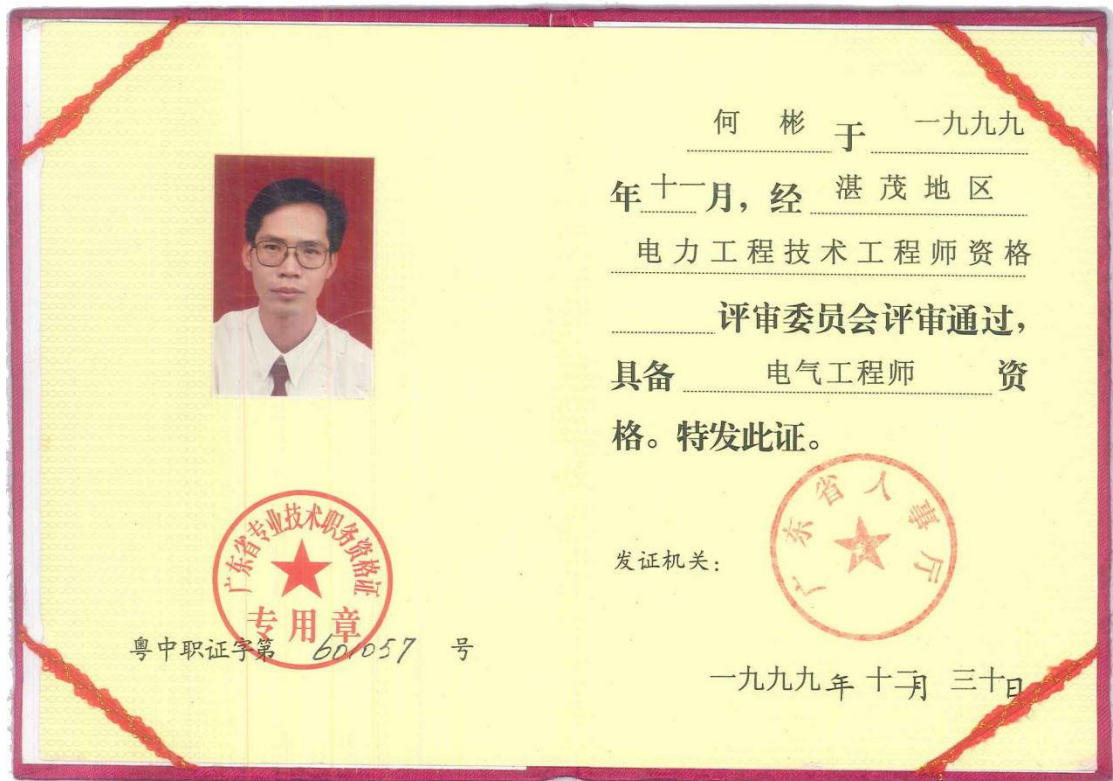 广东省专业技术职务资格证
专用章
粤中职证字第 601057 号
何 彬 于 一九九九
年十一月，经 湛茂地区
电力工程技术工程师资格
评审委员会评审通过，
具备 电气工程师 资
格。特发此证。
广东省人事厅
发证机关：
一九九九年 十二月 三十日